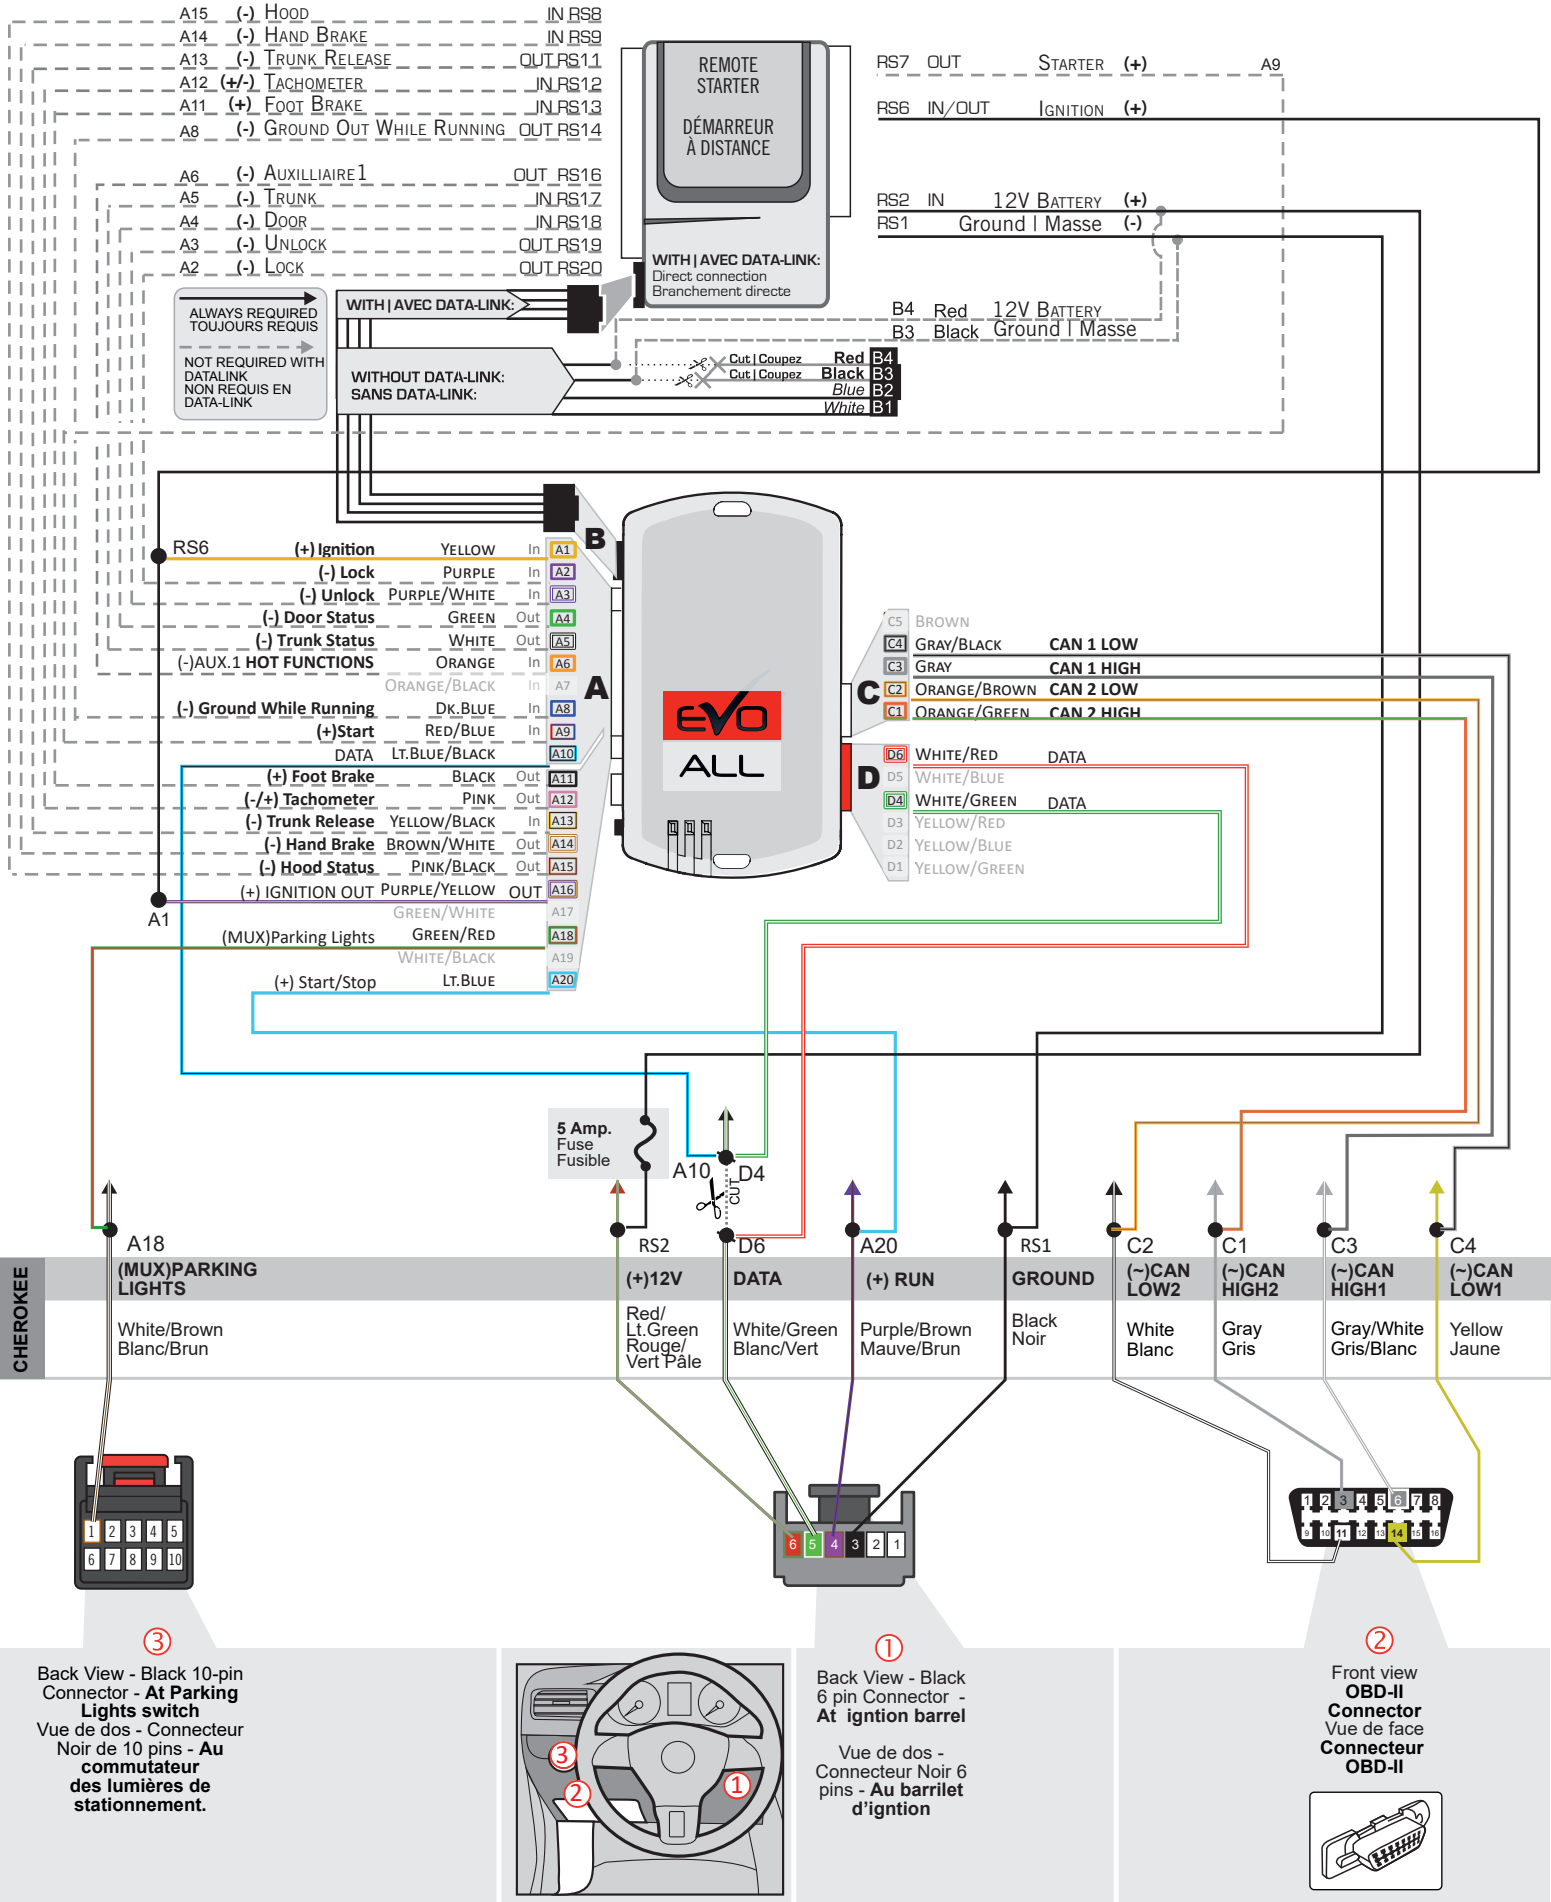 A15 (-) HOOD IN RS8
A14 (-) HAND BRAKE IN RS9
A13 (-) TRUNK RELEASE OUT RS11
A12 (+/-) TACHOMETER IN RS12
A11 (+) FOOT BRAKE IN RS13
A8 (-) GROUND OUT WHILE RUNNING OUT RS14
A6 (-) AUXILLIAIRE1 OUT RS16
A5 (-) TRUNK IN RS17
A4 (-) DOOR IN RS18
A3 (-) UNLOCK OUT RS19
A2 (-) LOCK OUT RS20
REMOTE
STARTER
DÉMARREUR
À DISTANCE
WITH | AVEC DATA-LINK:
Direct connection
Branchement directe
RS7 OUT STARTER (+) A9
RS6 IN/OUT IGNITION (+)
RS2 IN 12V BATTERY (+)
RS1 Ground | Masse (-)
ALWAYS REQUIRED
TOUJOURS REQUIS
NOT REQUIRED WITH
DATALINK
NON REQUIS EN
DATA-LINK
WITH | AVEC DATA-LINK:
WITHOUT DATA-LINK:
SANS DATA-LINK:
B4 Red 12V BATTERY
B3 Black Ground | Masse
Cut | Coupez Red B4
Cut | Coupez Black B3
Blue B2
White B1
B
RS6 (+) Ignition YELLOW In A1
(-) Lock PURPLE In A2
(-) Unlock PURPLE/WHITE In A3
(-) Door Status GREEN Out A4
(-) Trunk Status WHITE Out A5
(-)AUX.1 HOT FUNCTIONS ORANGE In A6
ORANGE/BLACK In A7
(-) Ground While Running DK.BLUE In A8
(+)Start RED/BLUE In A9
DATA LT.BLUE/BLACK A10
(+) Foot Brake BLACK Out A11
(-/+) Tachometer PINK Out A12
(-) Trunk Release YELLOW/BLACK In A13
(-) Hand Brake BROWN/WHITE Out A14
(-) Hood Status PINK/BLACK Out A15
(+) IGNITION OUT PURPLE/YELLOW OUT A16
A1
GREEN/WHITE A17
(MUX)Parking Lights GREEN/RED A18
WHITE/BLACK A19
(+) Start/Stop LT.BLUE A20
A
EVO
ALL
C
C5 BROWN
C4 GRAY/BLACK CAN 1 LOW
C3 GRAY CAN 1 HIGH
C2 ORANGE/BROWN CAN 2 LOW
C1 ORANGE/GREEN CAN 2 HIGH
D
D6 WHITE/RED DATA
D5 WHITE/BLUE
D4 WHITE/GREEN DATA
D3 YELLOW/RED
D2 YELLOW/BLUE
D1 YELLOW/GREEN
5 Amp.
Fuse
Fusible
A10 D4
CUT
A18 RS2 D6 A20 RS1 C2 C1 C3 C4
CHEROKEE
(MUX)PARKING
LIGHTS
White/Brown
Blanc/Brun
(+)12V
Red/
Lt.Green
Rouge/
Vert Pâle
DATA
White/Green
Blanc/Vert
(+) RUN
Purple/Brown
Mauve/Brun
GROUND
Black
Noir
(~)CAN
LOW2
White
Blanc
(~)CAN
HIGH2
Gray
Gris
(~)CAN
HIGH1
Gray/White
Gris/Blanc
(~)CAN
LOW1
Yellow
Jaune
1 2 3 4 5
6 7 8 9 10
6 5 4 3 2 1
1 2 3 4 5 6 7 8
9 10 11 12 13 14 15 16
3
Back View - Black 10-pin
Connector - At Parking
Lights switch
Vue de dos - Connecteur
Noir de 10 pins - Au
commutateur
des lumières de
stationnement.
3
2
1
1
Back View - Black
6 pin Connector -
At igntion barrel
Vue de dos -
Connecteur Noir 6
pins - Au barrilet
d'igntion
2
Front view
OBD-II
Connector
Vue de face
Connecteur
OBD-II